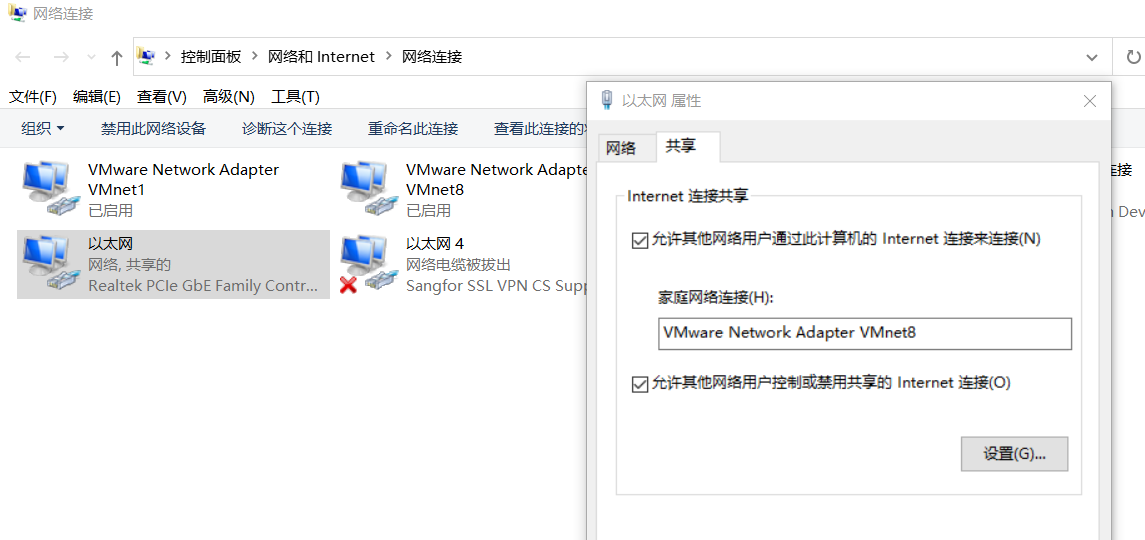 网络连接
控制面板 > 网络和 Internet > 网络连接
文件(F) 编辑(E) 查看(V) 高级(N) 工具(T)
组织 禁用此网络设备 诊断这个连接 重命名此连接 查看此连接的
VMware Network Adapter VMnet1
已启用
VMware Network Adapte
VMnet8
已启用
以太网
网络, 共享的
Realtek PCIe GbE Family Contr...
以太网 4
网络电缆被拔出
Sangfor SSL VPN CS Supp
连接
Dev
以太网 属性
网络 共享
Internet 连接共享
允许其他网络用户通过此计算机的 Internet 连接来连接(N)
家庭网络连接(H):
VMware Network Adapter VMnet8
允许其他网络用户控制或禁用共享的 Internet 连接(O)
设置(G)...